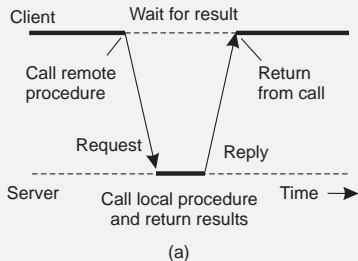 Client
Wait for result
Call remote
procedure
Return
from call
Request
Reply
Server
Call local procedure
and return results
Time
(a)